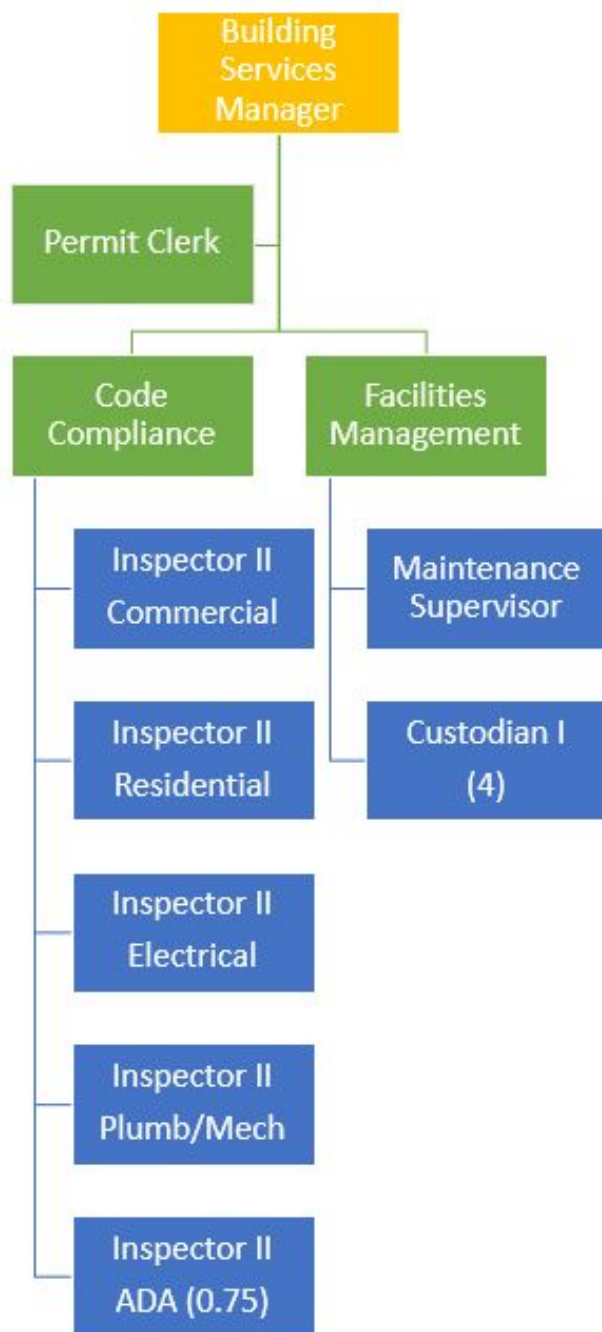 Building
Services
Manager
Permit Clerk
Code
Compliance
Facilities
Management
Inspector II
Commercial
Maintenance
Supervisor
Inspector II
Residential
Custodian I
(4)
Inspector II
Electrical
Inspector II
Plumb/Mech
Inspector II
ADA (0.75)